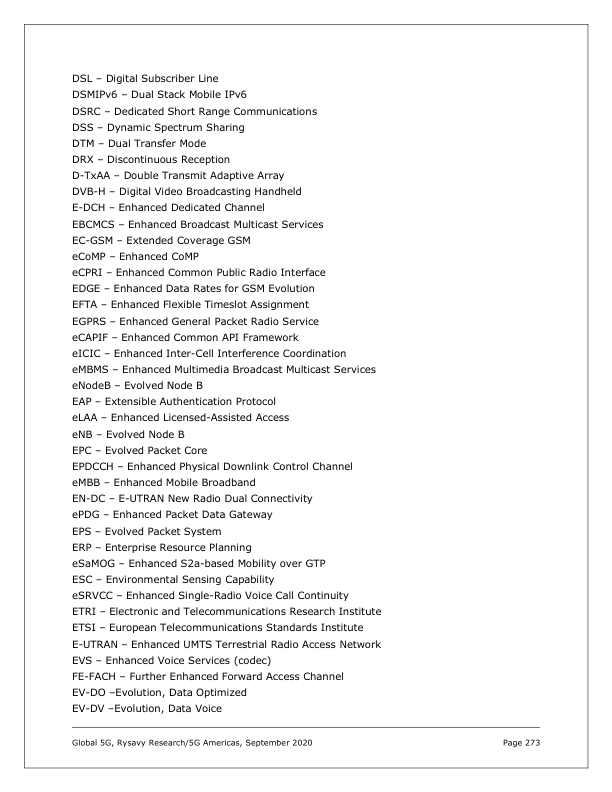 DSL – Digital Subscriber Line
DSMIPv6 – Dual Stack Mobile IPv6
DSRC – Dedicated Short Range Communications
DSS – Dynamic Spectrum Sharing
DTM – Dual Transfer Mode
DRX – Discontinuous Reception
D-TxAA – Double Transmit Adaptive Array
DVB-H – Digital Video Broadcasting Handheld
E-DCH – Enhanced Dedicated Channel
EBCMCS – Enhanced Broadcast Multicast Services
EC-GSM – Extended Coverage GSM
eCoMP – Enhanced CoMP
eCPRI – Enhanced Common Public Radio Interface
EDGE – Enhanced Data Rates for GSM Evolution
EFTA – Enhanced Flexible Timeslot Assignment
EGPRS – Enhanced General Packet Radio Service
eCAPIF – Enhanced Common API Framework
eICIC – Enhanced Inter-Cell Interference Coordination
eMBMS – Enhanced Multimedia Broadcast Multicast Services
eNodeB – Evolved Node B
EAP – Extensible Authentication Protocol
eLAA – Enhanced Licensed-Assisted Access
eNB – Evolved Node B
EPC – Evolved Packet Core
EPDCCH – Enhanced Physical Downlink Control Channel
eMBB – Enhanced Mobile Broadband
EN-DC – E-UTRAN New Radio Dual Connectivity
ePDG – Enhanced Packet Data Gateway
EPS – Evolved Packet System
ERP – Enterprise Resource Planning
eSaMOG – Enhanced S2a-based Mobility over GTP
ESC – Environmental Sensing Capability
eSRVCC – Enhanced Single-Radio Voice Call Continuity
ETRI – Electronic and Telecommunications Research Institute
ETSI – European Telecommunications Standards Institute
E-UTRAN – Enhanced UMTS Terrestrial Radio Access Network
EVS – Enhanced Voice Services (codec)
FE-FACH – Further Enhanced Forward Access Channel
EV-DO –Evolution, Data Optimized
EV-DV –Evolution, Data Voice
Global 5G, Rysavy Research/5G Americas, September 2020 Page 273